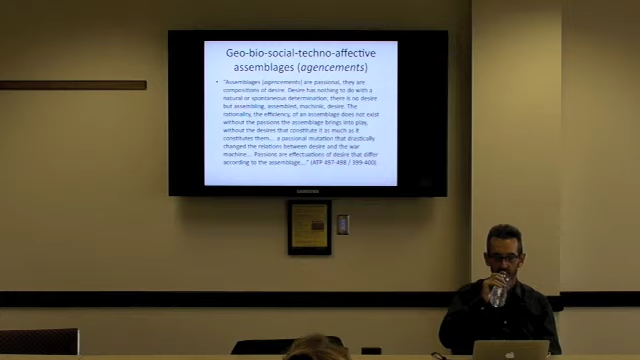 Geo-bio-social-techno-affective
assemblages (agencements)
• "Assemblages [agencements] are passional, they are
compositions of desire. Desire has nothing to do with a
natural or spontaneous determination; there is no desire
but assembling, assembled, machinic, desire. The
rationality, the efficiency, of an assemblage does not exist
without the passions the assemblage brings into play,
without the desires that constitute it as much as it
constitutes them… a passional mutation that drastically
changed the relations between desire and the war
machine… Passions are effectuations of desire that differ
according to the assemblage…" (ATP 497-498 / 399-400)
SAMSUNG